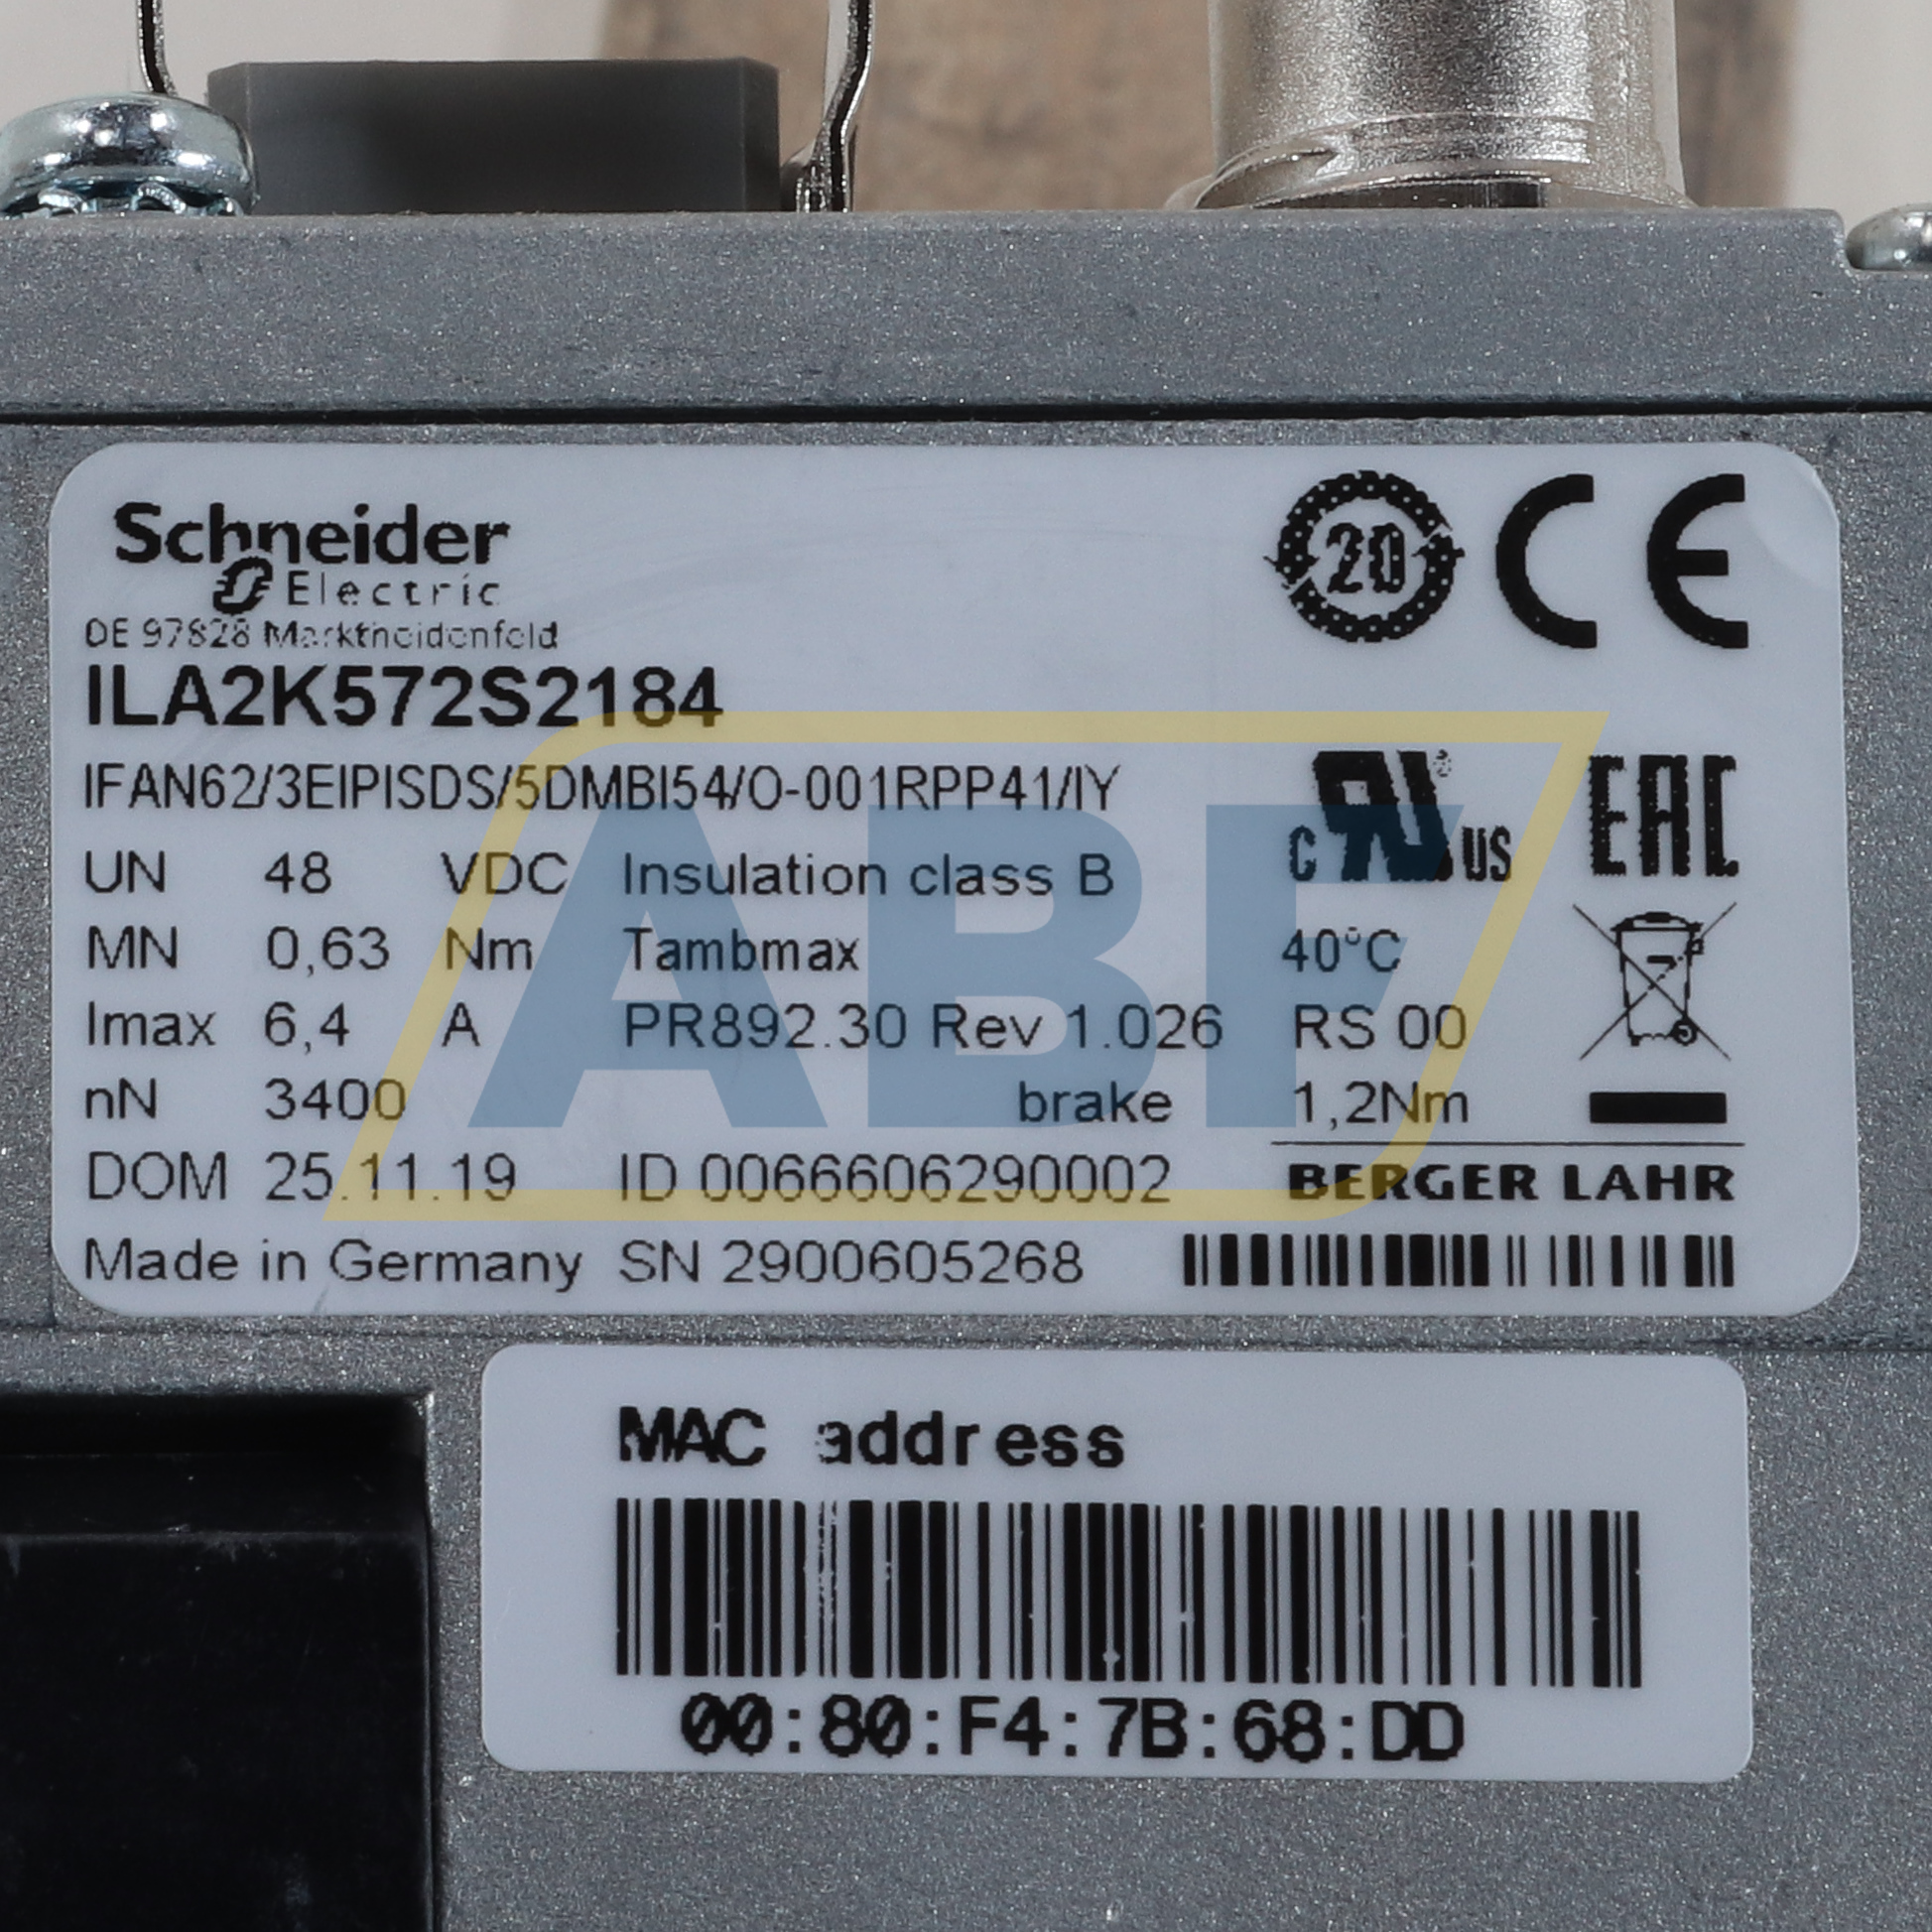 Schneider
Electric
DE 97828 Marktheidenfeld
20
CE
ILA2K572S2184
IFAN62/3EIPISDS/5DMBI54/O-001RPP41/IY
c RU ® US
EAC
UN 48 VDC Insulation class B
MN 0,63 Nm Tambmax 40°C
Imax 6,4 A PR892.30 Rev 1.026 RS 00
nN 3400 brake 1,2Nm
DOM 25.11.19 ID 0066606290002
BERGER LAHR
Made in Germany SN 2900605268
ABF
MAC address
00:80:F4:7B:68:DD